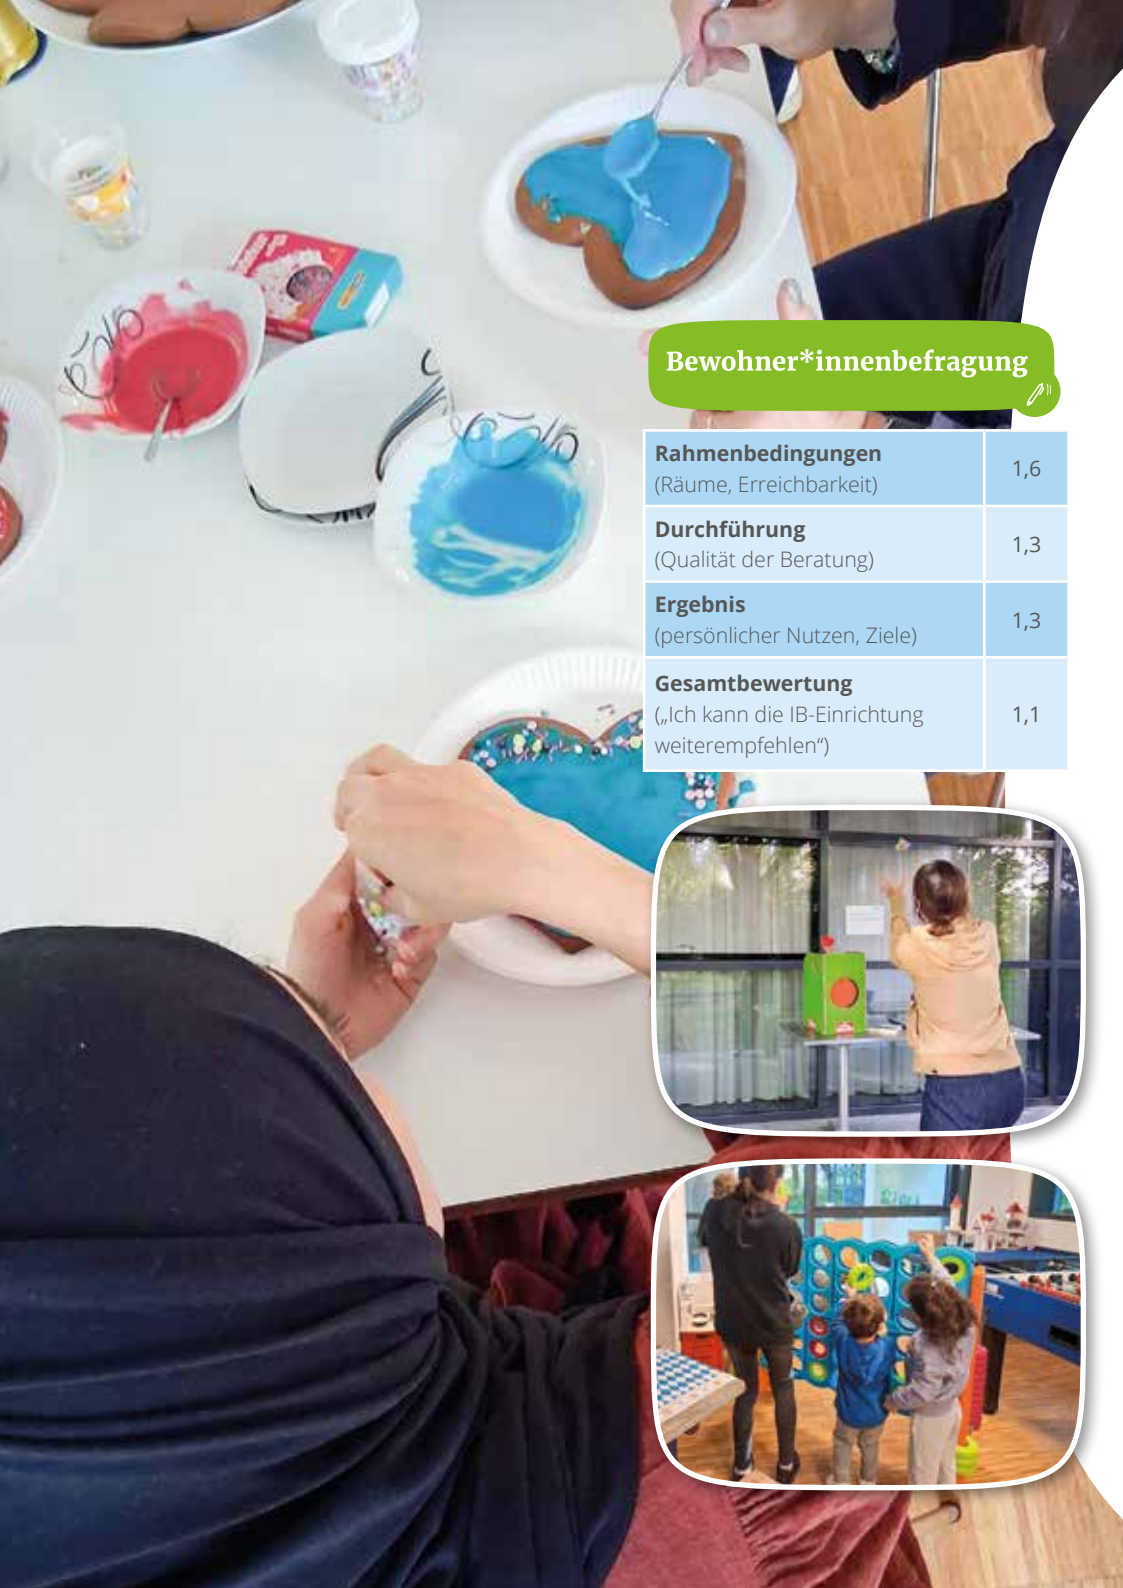 Bewohner*innenbefragung
Rahmenbedingungen
(Räume, Erreichbarkeit)
1,6
Durchführung
(Qualität der Beratung)
1,3
Ergebnis
(persönlicher Nutzen, Ziele)
1,3
Gesamtbewertung
(„Ich kann die IB-Einrichtung
weiterempfehlen“)
1,1